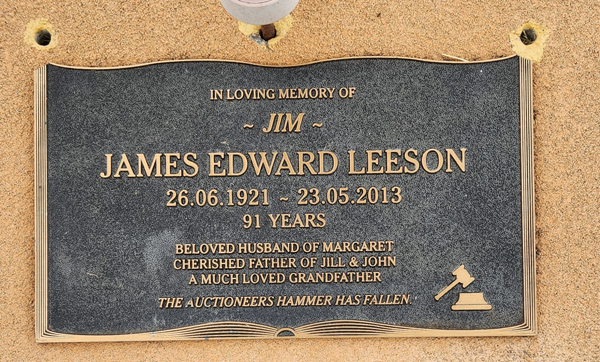 IN LOVING MEMORY OF
~ JIM ~
JAMES EDWARD LEESON
26.06.1921 ~ 23.05.2013
91 YEARS
BELOVED HUSBAND OF MARGARET
CHERISHED FATHER OF JILL & JOHN
A MUCH LOVED GRANDFATHER
THE AUCTIONEERS HAMMER HAS FALLEN.